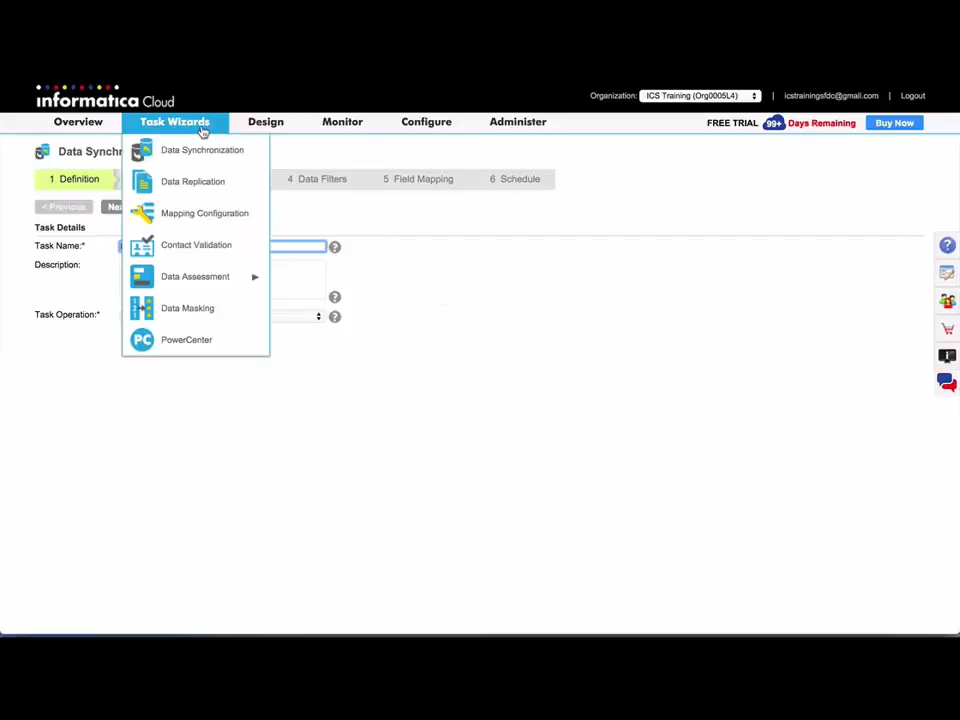 informatica Cloud
Organization: ICS Training (Org0005L4) | icstrainingsfdc@gmail.com | Logout
Overview Task Wizards Design Monitor Configure Administer FREE TRIAL 99+ Days Remaining Buy Now
Data Synchr
1 Definition 4 Data Filters 5 Field Mapping 6 Schedule
< Previous Ne
Task Details
Task Name:*
Description:
Task Operation:*
Data Synchronization
Data Replication
Mapping Configuration
Contact Validation
Data Assessment
Data Masking
PC PowerCenter